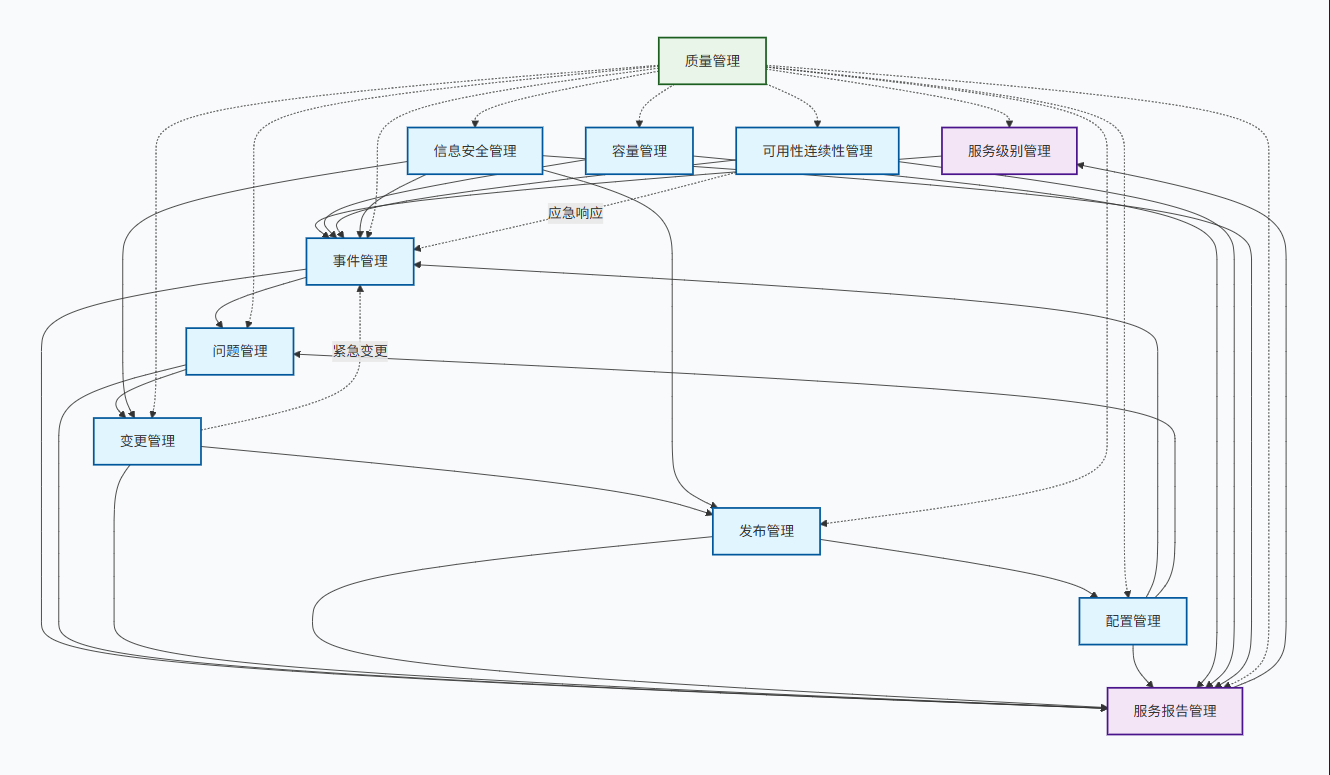 质量管理
信息安全管理
容量管理
可用性连续性管理
服务级别管理
应急响应
事件管理
问题管理
紧急变更
变更管理
发布管理
配置管理
服务报告管理